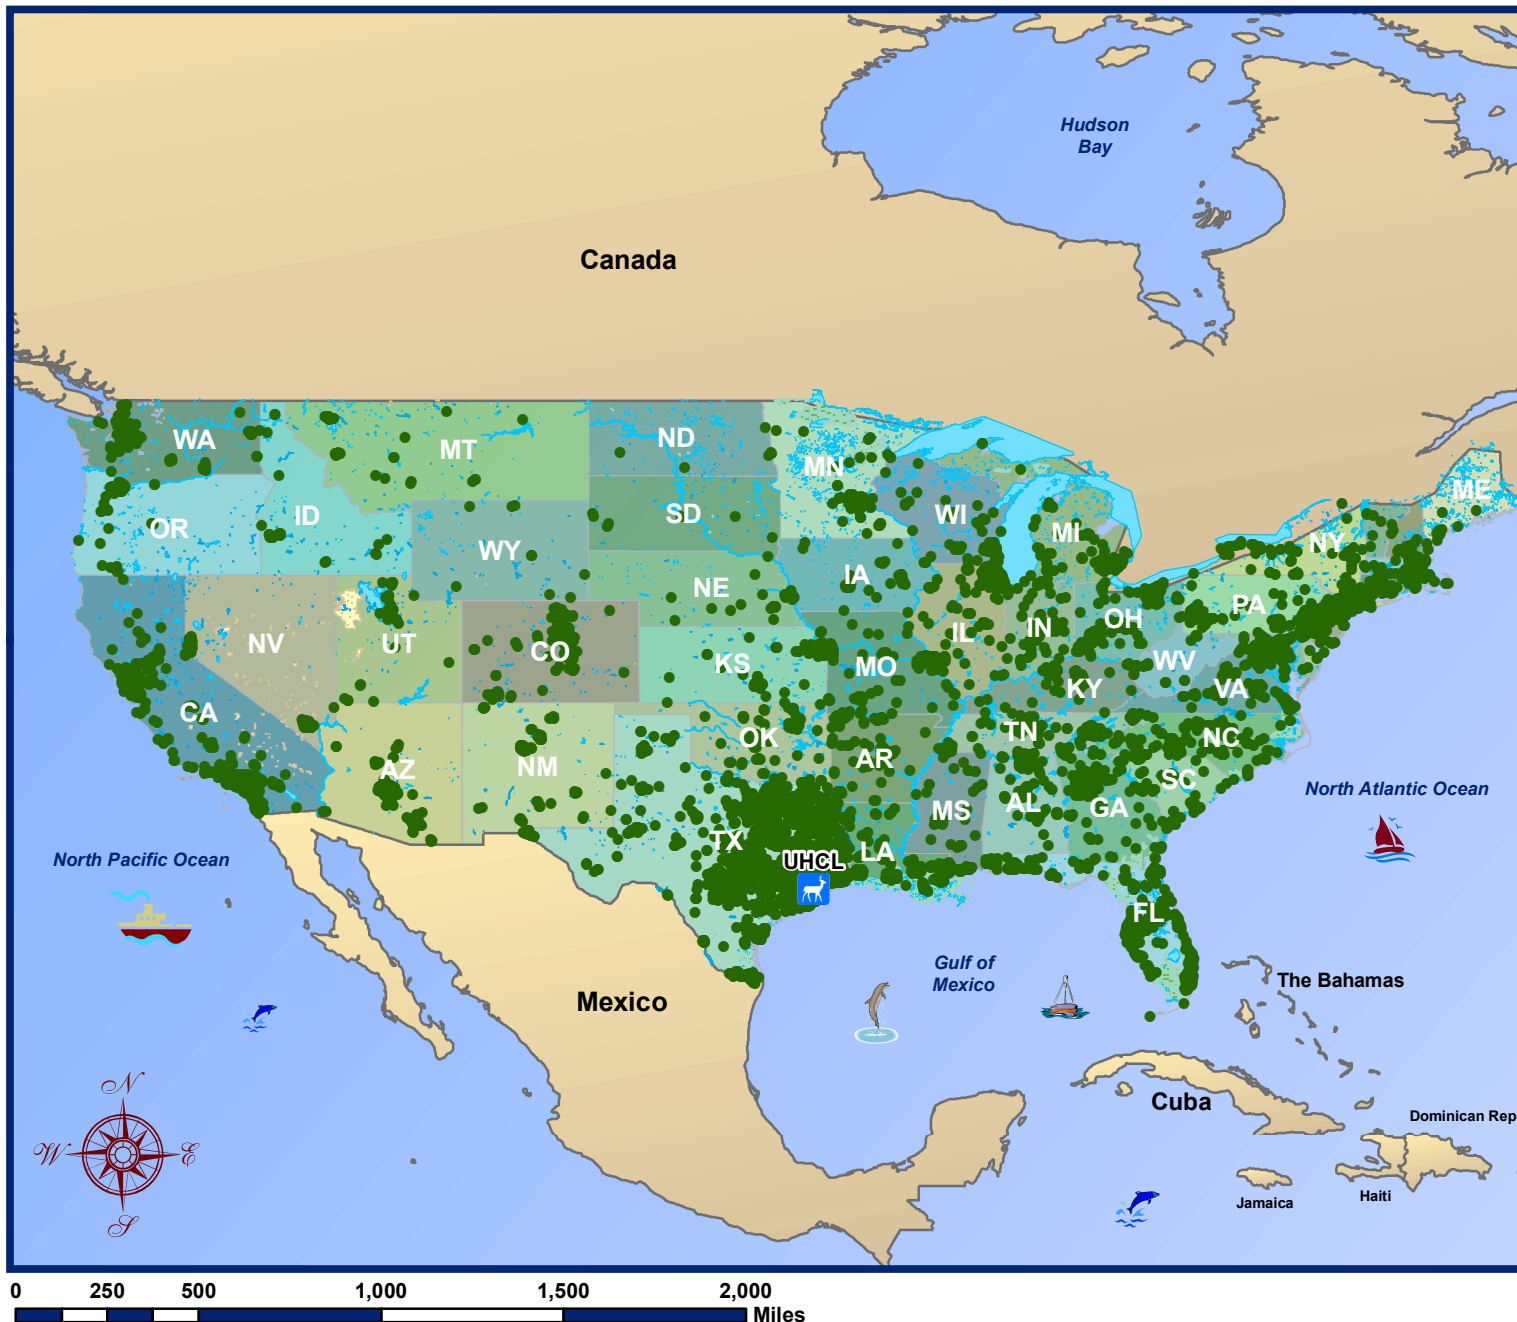 Hudson
Bay
Canada
WA
MT
ND
MN
ME
OR
ID
SD
WI
MI
NY
WY
IA
NE
PA
OH
IL
IN
NV
UT
CO
KS
MO
WV
KY
VA
CA
OK
TN
NC
AZ
NM
AR
SC
North Atlantic Ocean
MS
AL
GA
TX
LA
UHCL
North Pacific Ocean
FL
Gulf of
Mexico
The Bahamas
Mexico
N
Cuba
Dominican Rep
W
E
Jamaica
Haiti
S
0
250
500
1,000
1,500
2,000
Miles